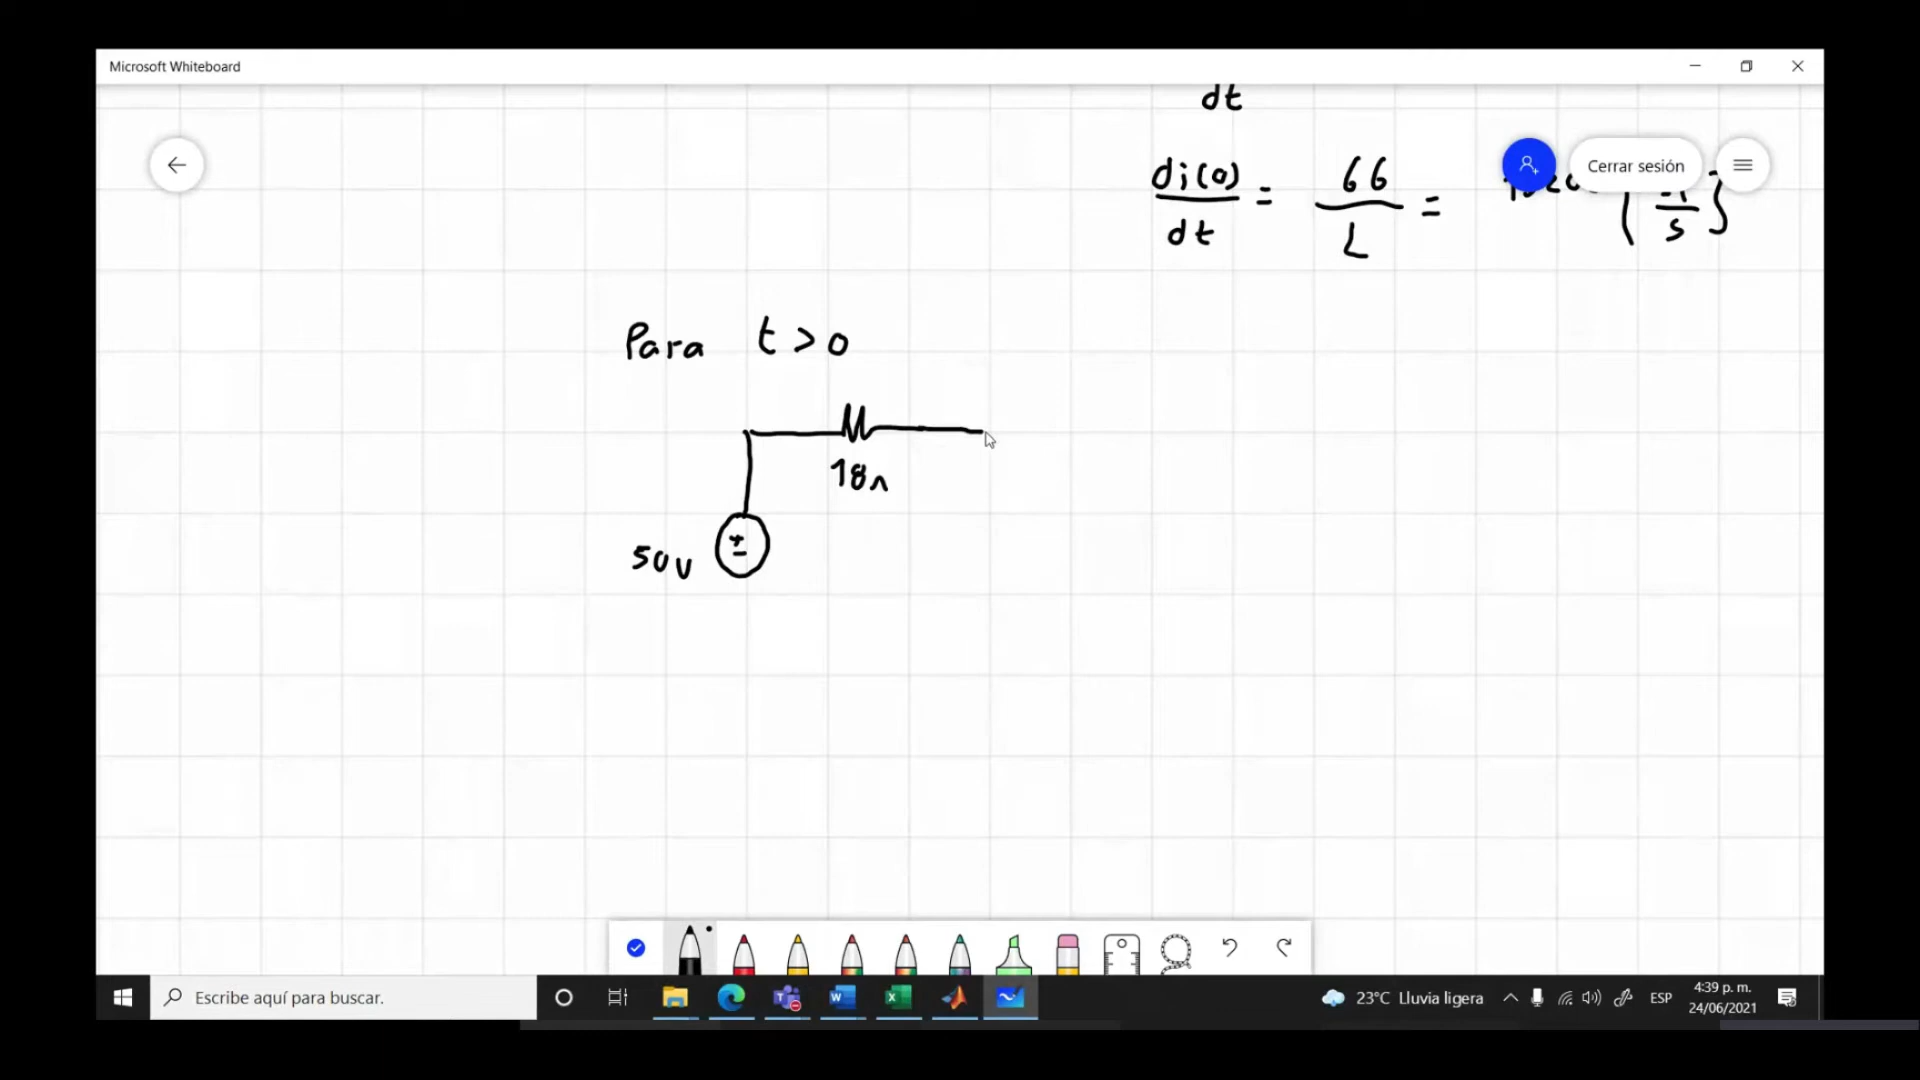 Microsoft Whiteboard
dt
di(0)
dt
= 66
L
=
s
Cerrar sesión
Para t > 0
18Ω
50V
Escribe aquí para buscar.
23°C Lluvia ligera
ESP
4:39 p. m.
24/06/2021